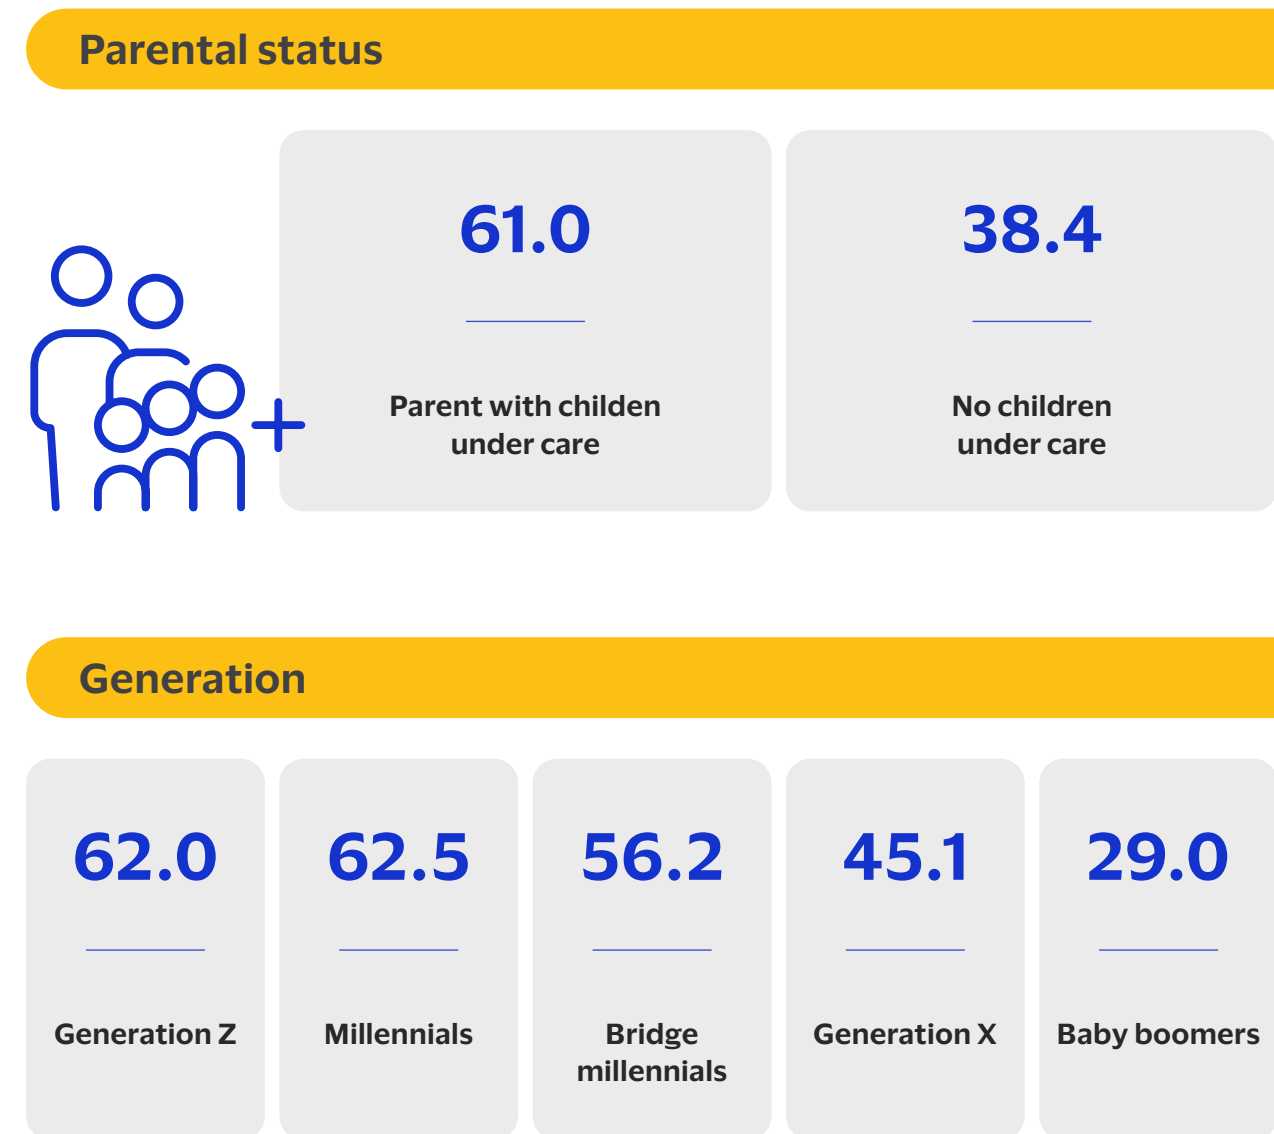 Parental status
61.0
38.4
Parent with childen
under care
No children
under care
Generation
62.0
62.5
56.2
45.1
29.0
Generation Z
Millennials
Bridge
millennials
Generation X
Baby boomers